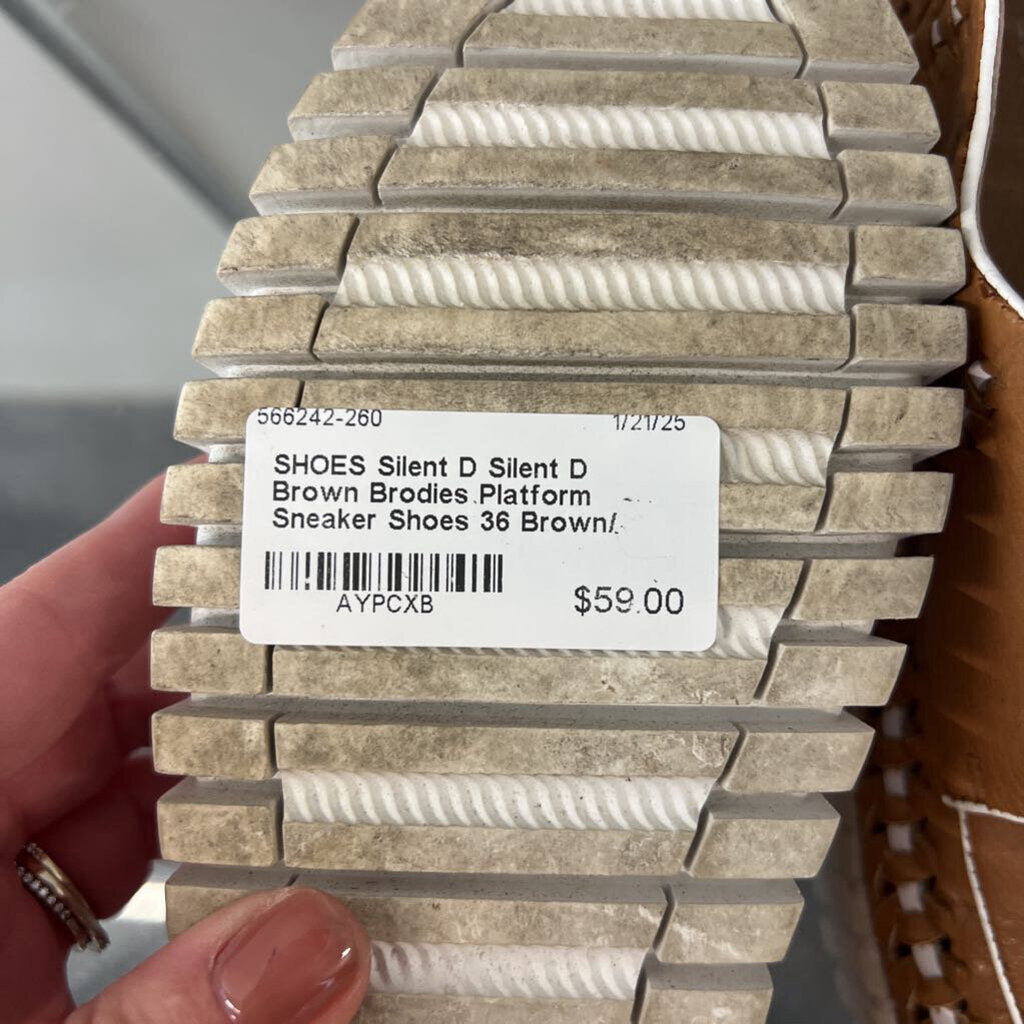 566242-260 1/21/25
SHOES Silent D Silent D
Brown Brodies Platform
Sneaker Shoes 36 Brown/
AYPCXB $59.00